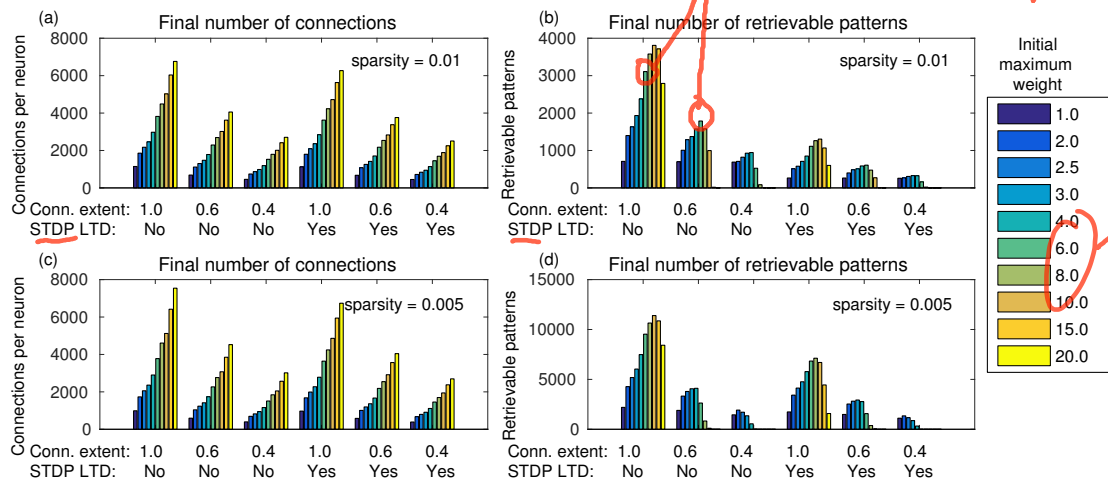 (a)
Final number of connections
Connections per neuron
8000
6000
4000
2000
0
sparsity = 0.01
Conn. extent: 1.0 0.6 0.4 1.0 0.6 0.4
STDP LTD: No No No Yes Yes Yes
(b)
Final number of retrievable patterns
Retrievable patterns
4000
3000
2000
1000
0
sparsity = 0.01
Conn. extent: 1.0 0.6 0.4 1.0 0.6 0.4
STDP LTD: No No No Yes Yes Yes
Initial
maximum
weight
1.0
2.0
2.5
3.0
4.0
6.0
8.0
10.0
15.0
20.0
(c)
Final number of connections
Connections per neuron
8000
6000
4000
2000
0
sparsity = 0.005
Conn. extent: 1.0 0.6 0.4 1.0 0.6 0.4
STDP LTD: No No No Yes Yes Yes
(d)
Final number of retrievable patterns
Retrievable patterns
15000
10000
5000
0
sparsity = 0.005
Conn. extent: 1.0 0.6 0.4 1.0 0.6 0.4
STDP LTD: No No No Yes Yes Yes